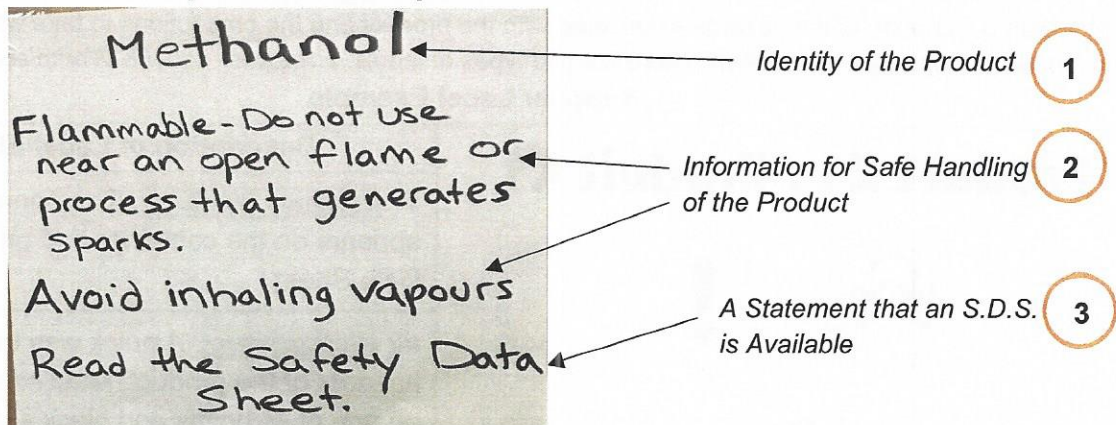 Methanol
Identity of the Product
1
Flammable-Do not use
near an open flame or
process that generates
sparks.
Information for Safe Handling
of the Product
2
Avoid inhaling vapours
Read the Safety Data
Sheet.
A Statement that an S.D.S.
is Available
3